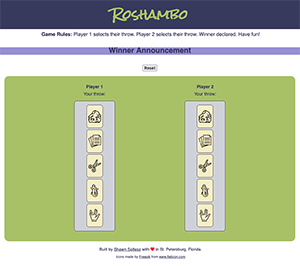 Roshambo
Game Rules: Player 1 selects their throw. Player 2 selects their throw. Winner declared. Have fun!
Winner Announcement
Reset
Player 1
Your throw:
Player 2
Your throw:
Built by Shawn Soltesz with ❤ in St. Petersburg, Florida.
Icons made by Freepik from www.flaticon.com